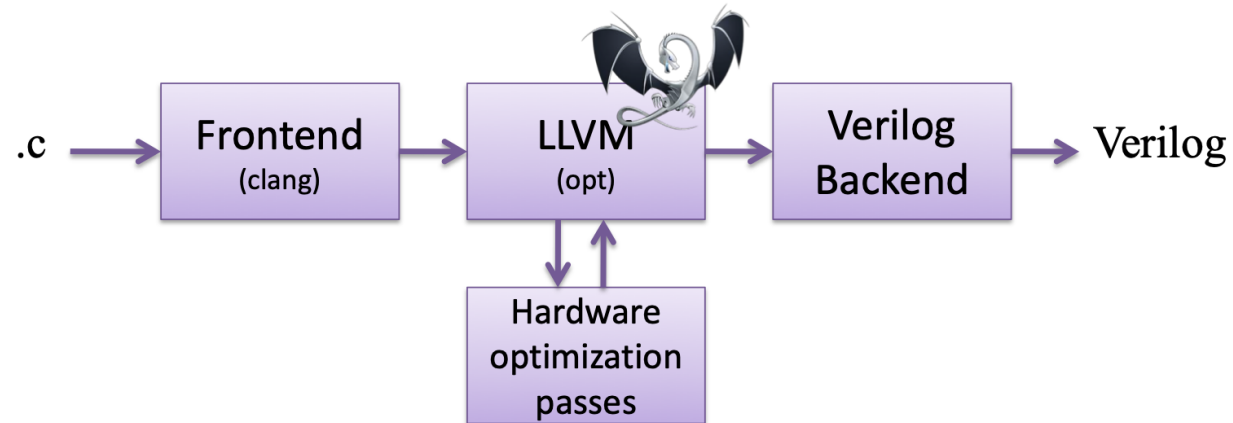 .c
Frontend
(clang)
LLVM
(opt)
Verilog
Backend
Verilog
Hardware
optimization
passes